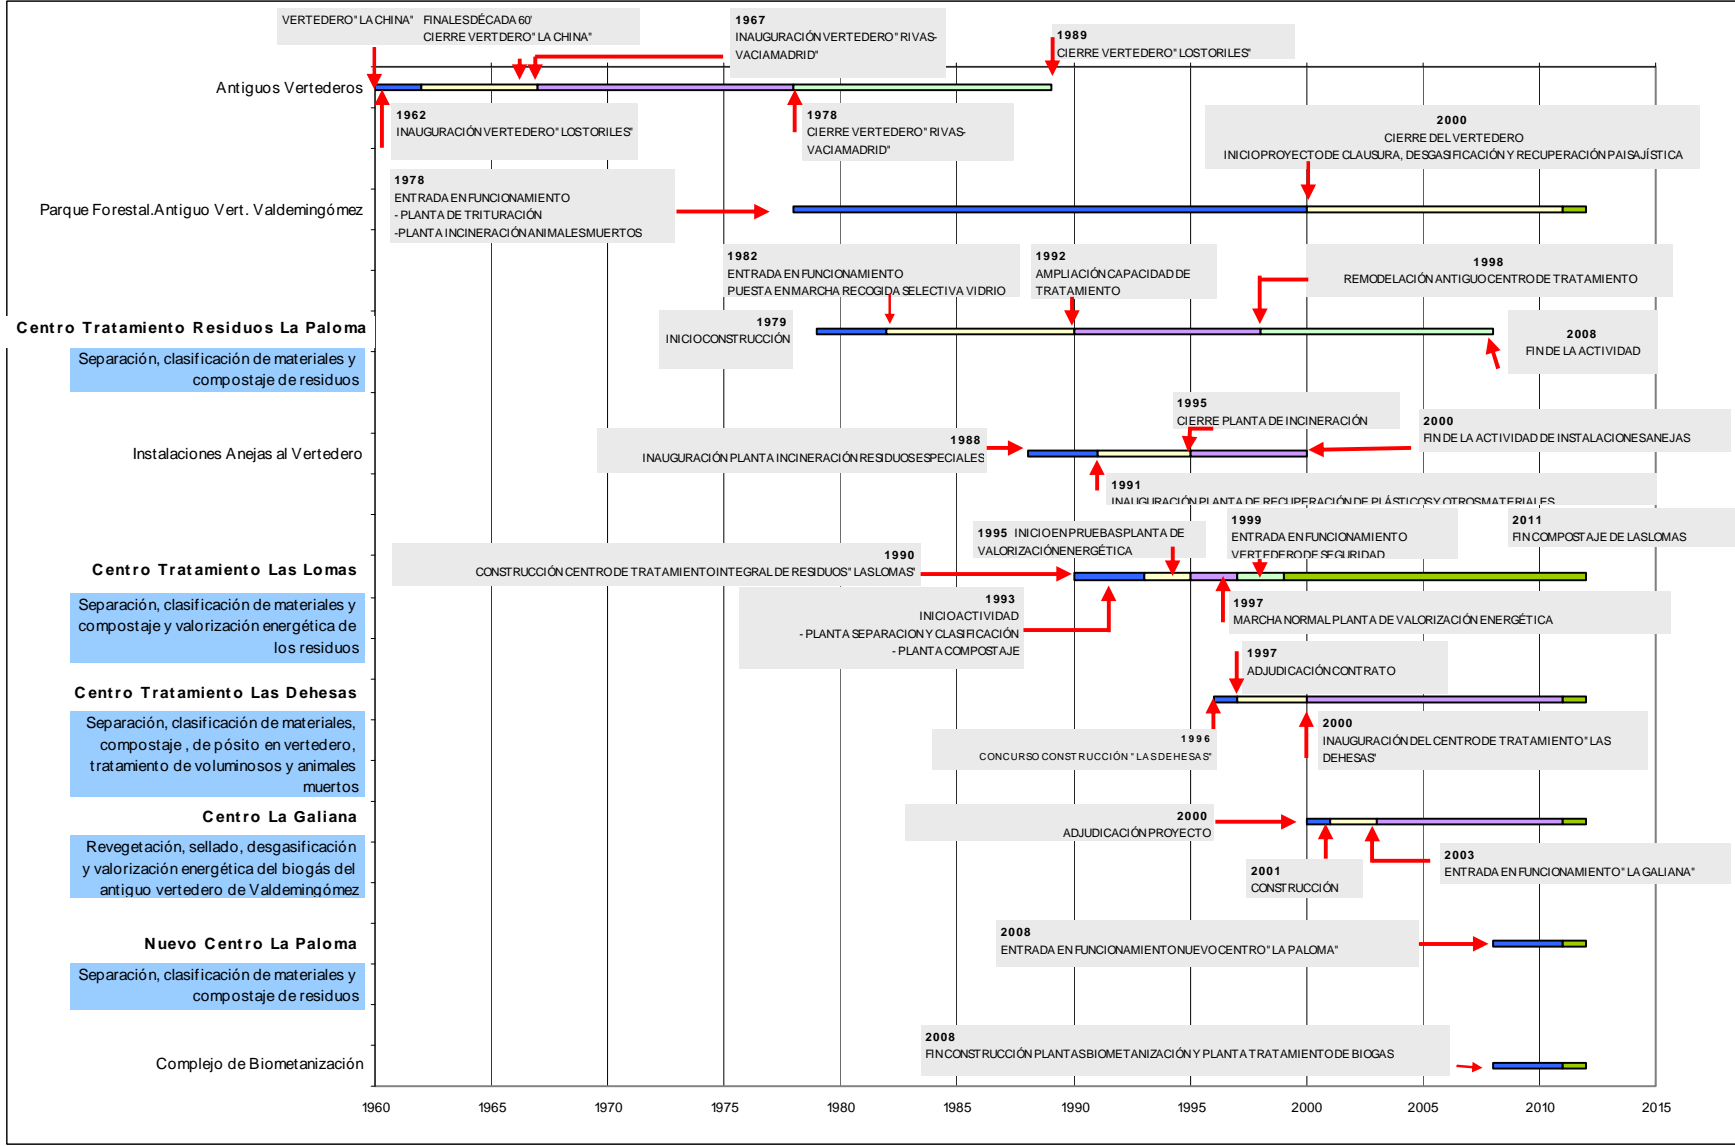 VERTEDERO "LA CHINA"
FINALES DÉCADA 60'
CIERRE VERTDERO "LA CHINA"
1967
INAUGURACIÓN VERTEDERO "RIVAS-
VACIAMADRID"
1989
CIERRE VERTEDERO "LOS TORILES"
Antiguos Vertederos
1962
INAUGURACIÓN VERTEDERO "LOS TORILES"
1978
CIERRE VERTEDERO "RIVAS-
VACIAMADRID"
2000
CIERRE DEL VERTEDERO
INICIO PROYECTO DE CLAUSURA, DESGASIFICACIÓN Y RECUPERACIÓN PAISAJÍSTICA
Parque Forestal.Antiguo Vert. Valdemingómez
1978
ENTRADA EN FUNCIONAMIENTO
- PLANTA DE TRITURACIÓN
-PLANTA INCINERACIÓN ANIMALES MUERTOS
1982
ENTRADA EN FUNCIONAMIENTO
PUESTA EN MARCHA RECOGIDA SELECTIVA VIDRIO
1992
AMPLIACIÓN CAPACIDAD DE
TRATAMIENTO
1998
REMODELACIÓN ANTIGUO CENTRO DE TRATAMIENTO
Centro Tratamiento Residuos La Paloma
Separación, clasificación de materiales y
compostaje de residuos
1979
INICIO CONSTRUCCIÓN
2008
FIN DE LA ACTIVIDAD
1995
CIERRE PLANTA DE INCINERACIÓN
2000
FIN DE LA ACTIVIDAD DE INSTALACIONES ANEJAS
Instalaciones Anejas al Vertedero
1988
INAUGURACIÓN PLANTA INCINERACIÓN RESIDUOS ESPECIALES
1991
INAUGURACIÓN PLANTA DE RECUPERACIÓN DE PLÁSTICOS Y OTROS MATERIALES
1995 INICIO EN PRUEBAS PLANTA DE
VALORIZACIÓN ENERGÉTICA
1999
ENTRADA EN FUNCIONAMIENTO
VERTEDERO DE SEGURIDAD
2011
FIN COMPOSTAJE DE LAS LOMAS
Centro Tratamiento Las Lomas
Separación, clasificación de materiales y
compostaje y valorización energética de
los residuos
1990
CONSTRUCCIÓN CENTRO DE TRATAMIENTO INTEGRAL DE RESIDUOS "LAS LOMAS"
1993
INICIO ACTIVIDAD
- PLANTA SEPARACION Y CLASIFICACIÓN
- PLANTA COMPOSTAJE
1997
MARCHA NORMAL PLANTA DE VALORIZACIÓN ENERGÉTICA
1997
ADJUDICACIÓN CONTRATO
Centro Tratamiento Las Dehesas
Separación, clasificación de materiales,
compostaje , de pósito en vertedero,
tratamiento de voluminosos y animales
muertos
1996
CONCURSO CONSTRUCCIÓN "LAS DEHESAS"
2000
INAUGURACIÓN DEL CENTRO DE TRATAMIENTO "LAS
DEHESAS"
Centro La Galiana
Revegetación, sellado, desgasificación
y valorización energética del biogás del
antiguo vertedero de Valdemingómez
2000
ADJUDICACIÓN PROYECTO
2001
CONSTRUCCIÓN
2003
ENTRADA EN FUNCIONAMIENTO "LA GALIANA"
Nuevo Centro La Paloma
Separación, clasificación de materiales y
compostaje de residuos
2008
ENTRADA EN FUNCIONAMIENTO NUEVO CENTRO "LA PALOMA"
Complejo de Biometanización
2008
FIN CONSTRUCCIÓN PLANTAS BIOMETANIZACIÓN Y PLANTA TRATAMIENTO DE BIOGAS
1960 1965 1970 1975 1980 1985 1990 1995 2000 2005 2010 2015